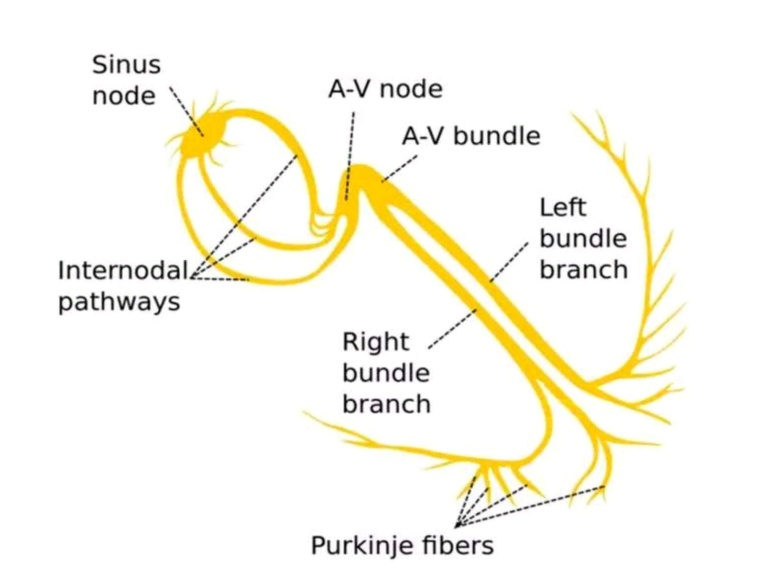 Sinus
node
A-V node
A-V bundle
Left
bundle
branch
Internodal
pathways
Right
bundle
branch
Purkinje fibers